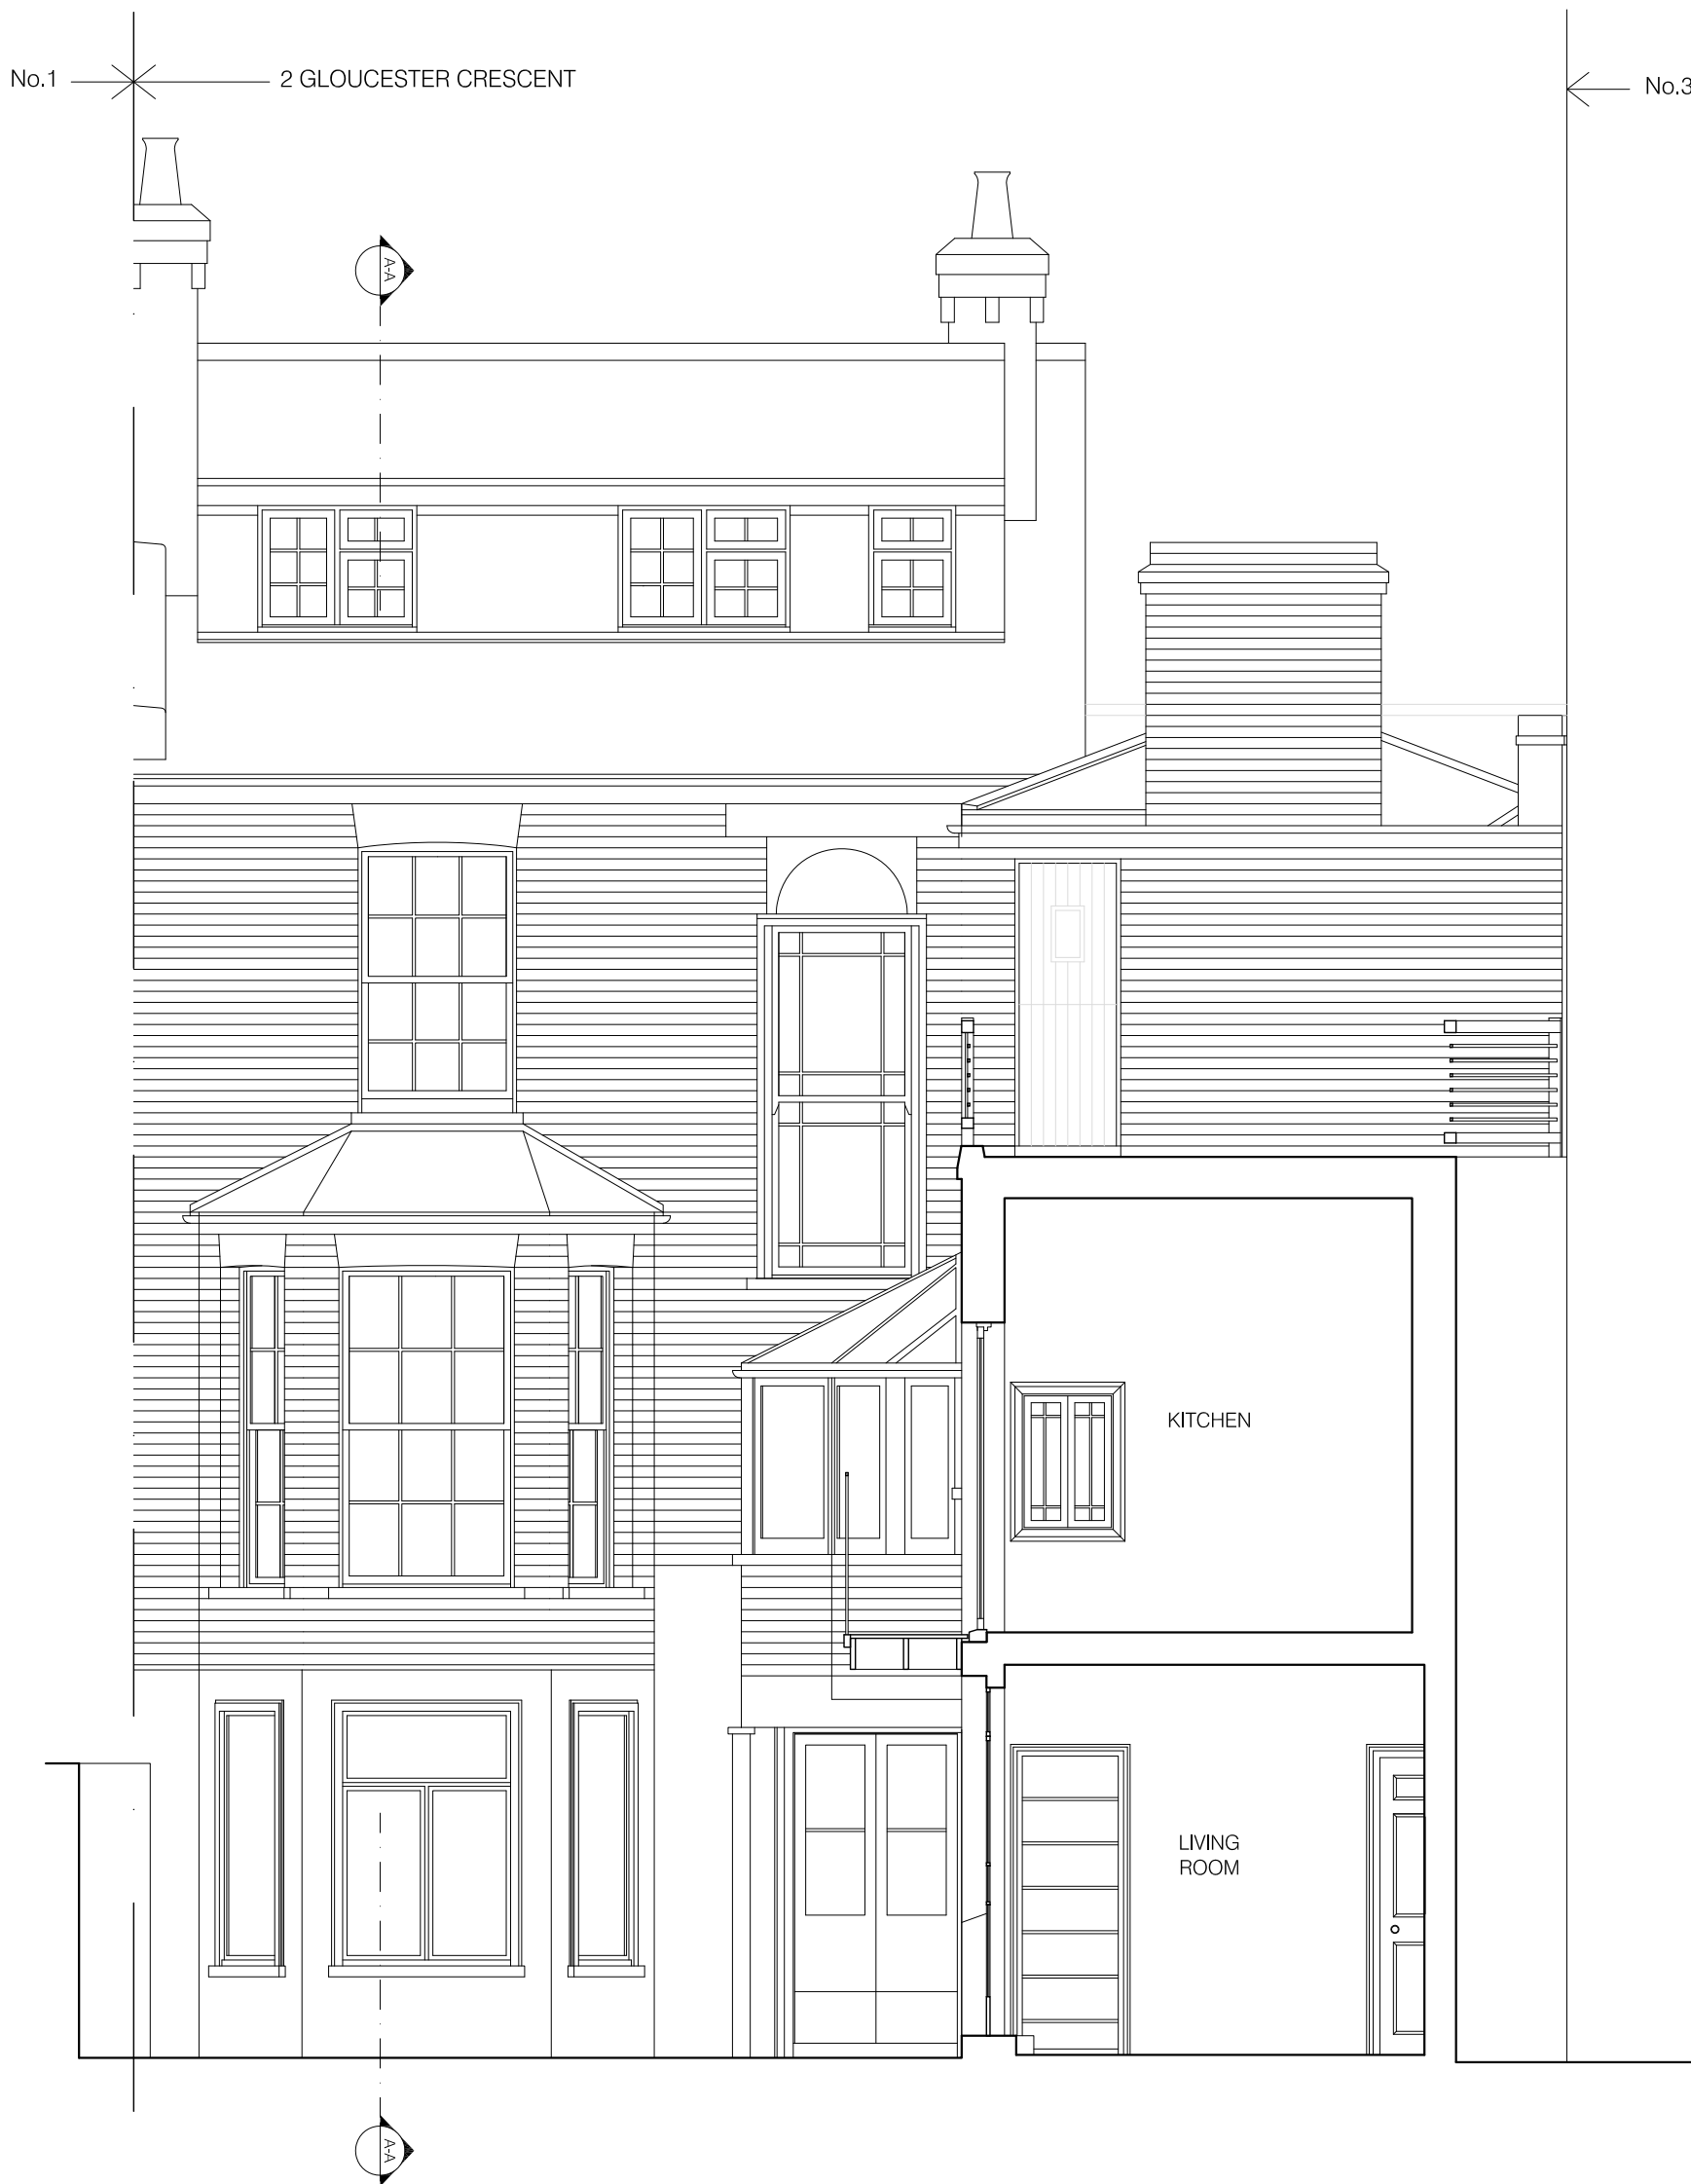 No.1
2 GLOUCESTER CRESCENT
No.3
A-A
KITCHEN
LIVING
ROOM
A-A